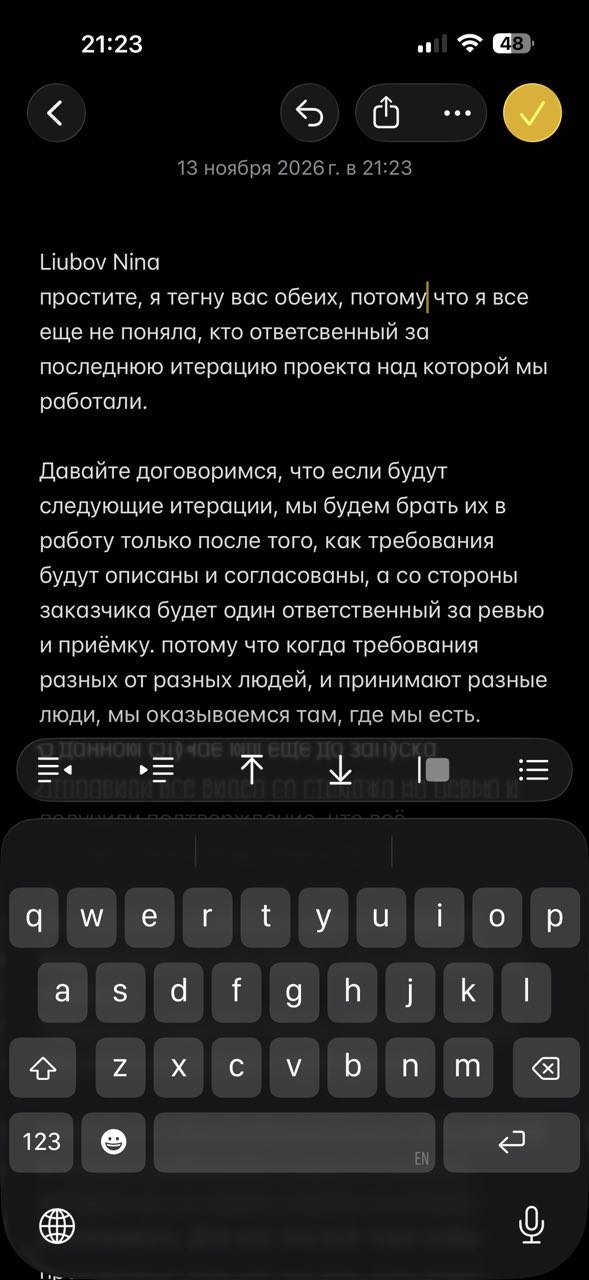 21:23
48
13 ноября 2026 г. в 21:23
Liubov Nina
простите, я тегну вас обеих, потому что я все
еще не поняла, кто ответсвенный за
последнюю итерацию проекта над которой мы
работали.
Давайте договоримся, что если будут
следующие итерации, мы будем брать их в
работу только после того, как требования
будут описаны и согласованы, а со стороны
заказчика будет один ответственный за ревью
и приёмку. потому что когда требования
разных от разных людей, и принимают разные
люди, мы оказываемся там, где мы есть.
q w e r t y u i o p
a s d f g h j k l
z x c v b n m
123
EN